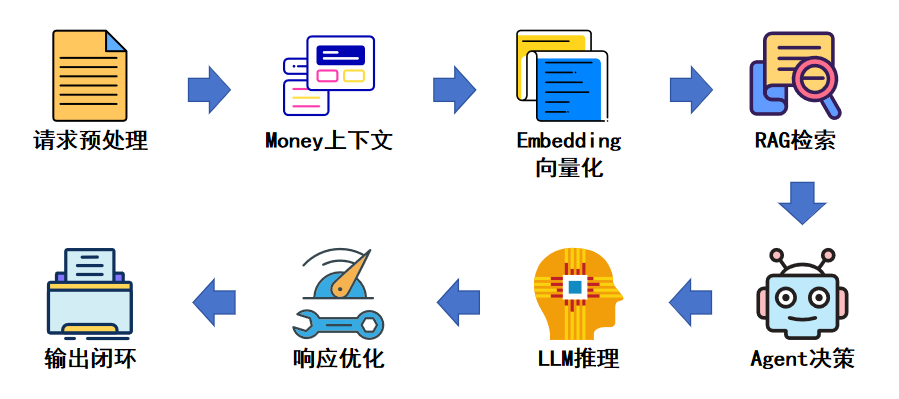 请求预处理
Money上下文
Embedding
向量化
RAG检索
Agent决策
LLM推理
响应优化
输出闭环